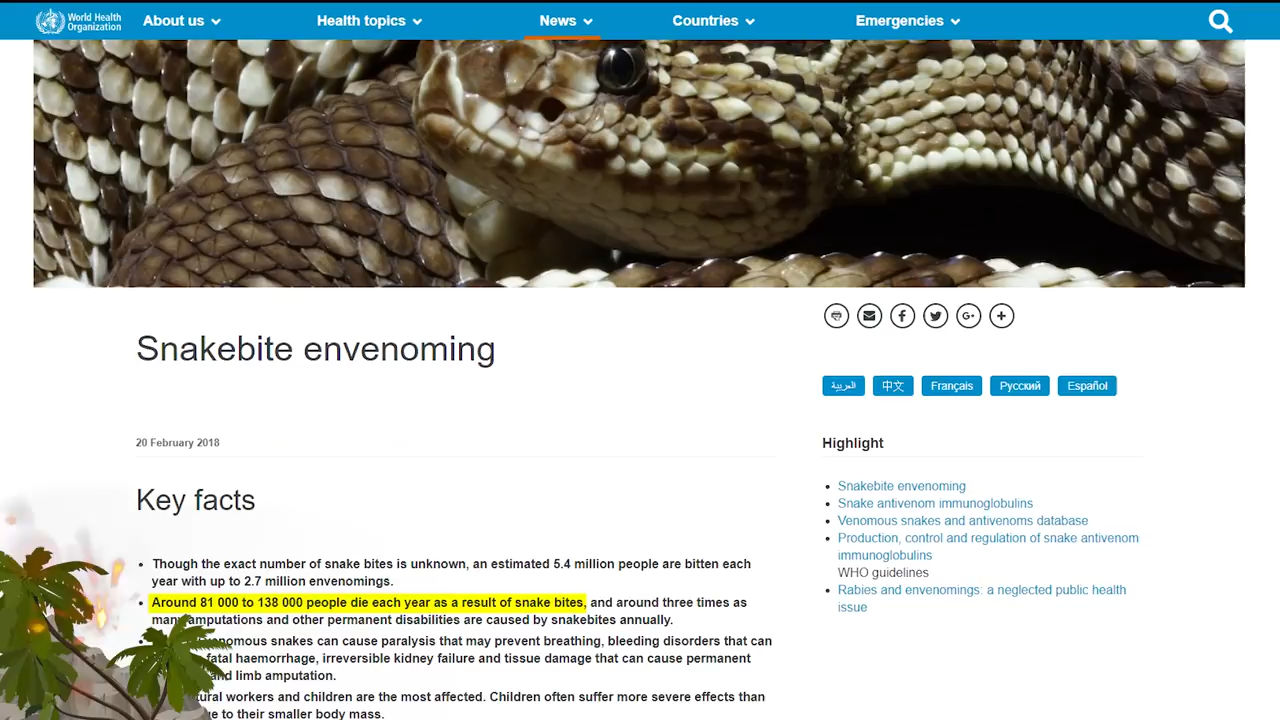 World Health
Organization
About us
Health topics
News
Countries
Emergencies
Snakebite envenoming
العربية
中文
Français
Русский
Español
20 February 2018
Highlight
Snakebite envenoming
Snake antivenom immunoglobulins
Venomous snakes and antivenoms database
Production, control and regulation of snake antivenom
immunoglobulins
WHO guidelines
Rabies and envenomings: a neglected public health
issue
Key facts
Though the exact number of snake bites is unknown, an estimated 5.4 million people are bitten each
year with up to 2.7 million envenomings.
Around 81 000 to 138 000 people die each year as a result of snake bites, and around three times as
many amputations and other permanent disabilities are caused by snakebites annually.
snakes can cause paralysis that may prevent breathing, bleeding disorders that can
fatal haemorrhage, irreversible kidney failure and tissue damage that can cause permanent
and limb amputation.
workers and children are the most affected. Children often suffer more severe effects than
to their smaller body mass.